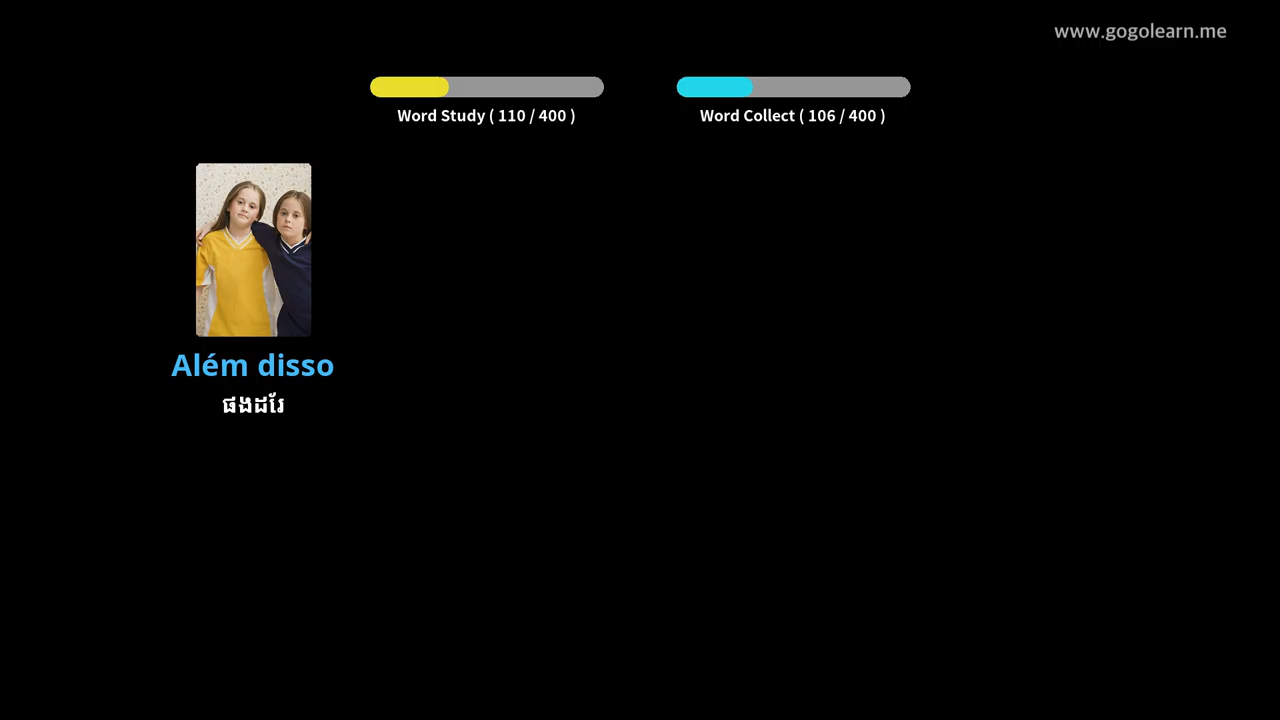 www.gogolearn.me
Word Study ( 110 / 400 )
Word Collect ( 106 / 400 )
Além disso
ផងដរែ